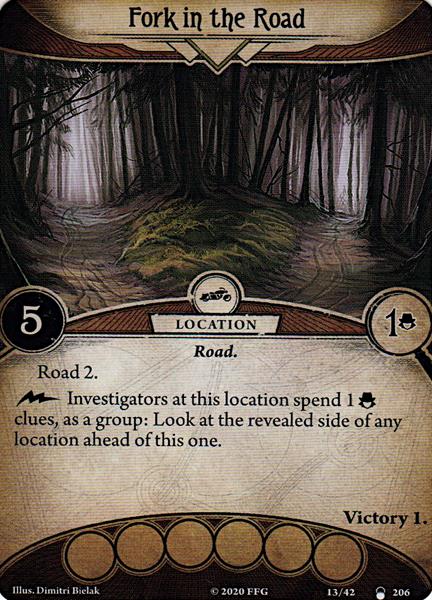 Fork in the Road
5
LOCATION
1
Road.
Road 2.
Investigators at this location spend 1
clues, as a group: Look at the revealed side of any
location ahead of this one.
Victory 1.
Illus. Dimitri Bielak
© 2020 FFG
13/42
206